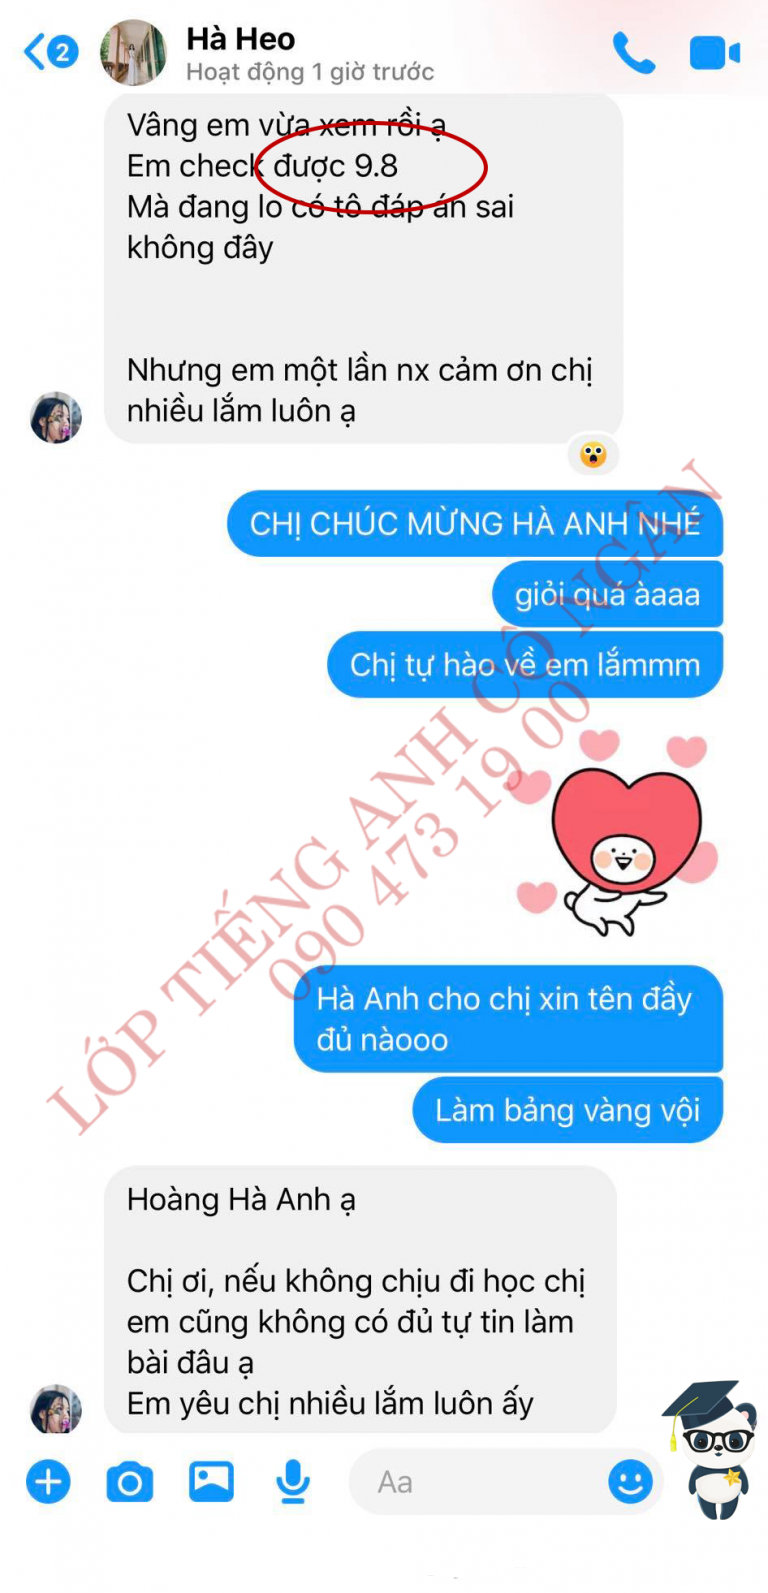 2
Hà Heo
Hoạt động 1 giờ trước
Vâng em vừa xem rồi ạ
Em check được 9.8
Mà đang lo có tô đáp án sai
không đây
Nhưng em một lần nx cảm ơn chị
nhiều lắm luôn ạ
CHỊ CHÚC MỪNG HÀ ANH NHÉ
giỏi quá àaaa
Chị tự hào về em lắmmm
LỚP TIẾNG ANH CÔ NGÂN
090 473 19 00
Hà Anh cho chị xin tên đầy
đủ nàooo
Làm bảng vàng vội
Hoàng Hà Anh ạ
Chị ơi, nếu không chịu đi học chị
em cũng không có đủ tự tin làm
bài đâu ạ
Em yêu chị nhiều lắm luôn ấy
Aa